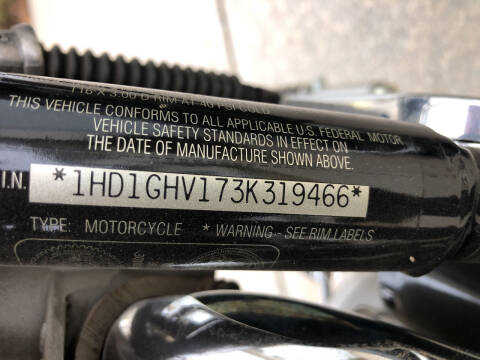 THIS VEHICLE CONFORMS TO ALL APPLICABLE U.S. FEDERAL MOTOR
VEHICLE SAFETY STANDARDS IN EFFECT ON
THE DATE OF MANUFACTURE SHOWN ABOVE.
I.N. *1HD1GHV173K319466*
TYPE: MOTORCYCLE * WARNING - SEE RIM LABELS